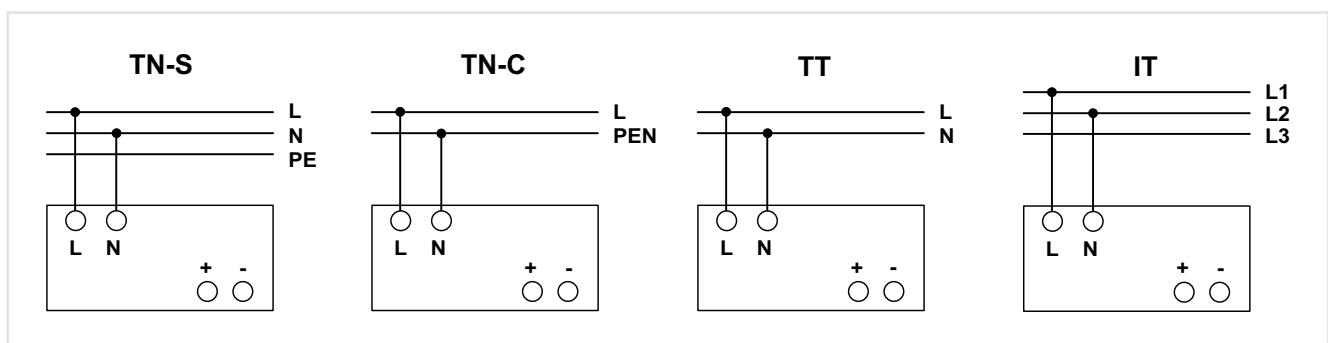 TN-S
L
N
PE
L N
+ -
TN-C
L
PEN
L N
+ -
TT
L
N
L N
+ -
IT
L1
L2
L3
L N
+ -